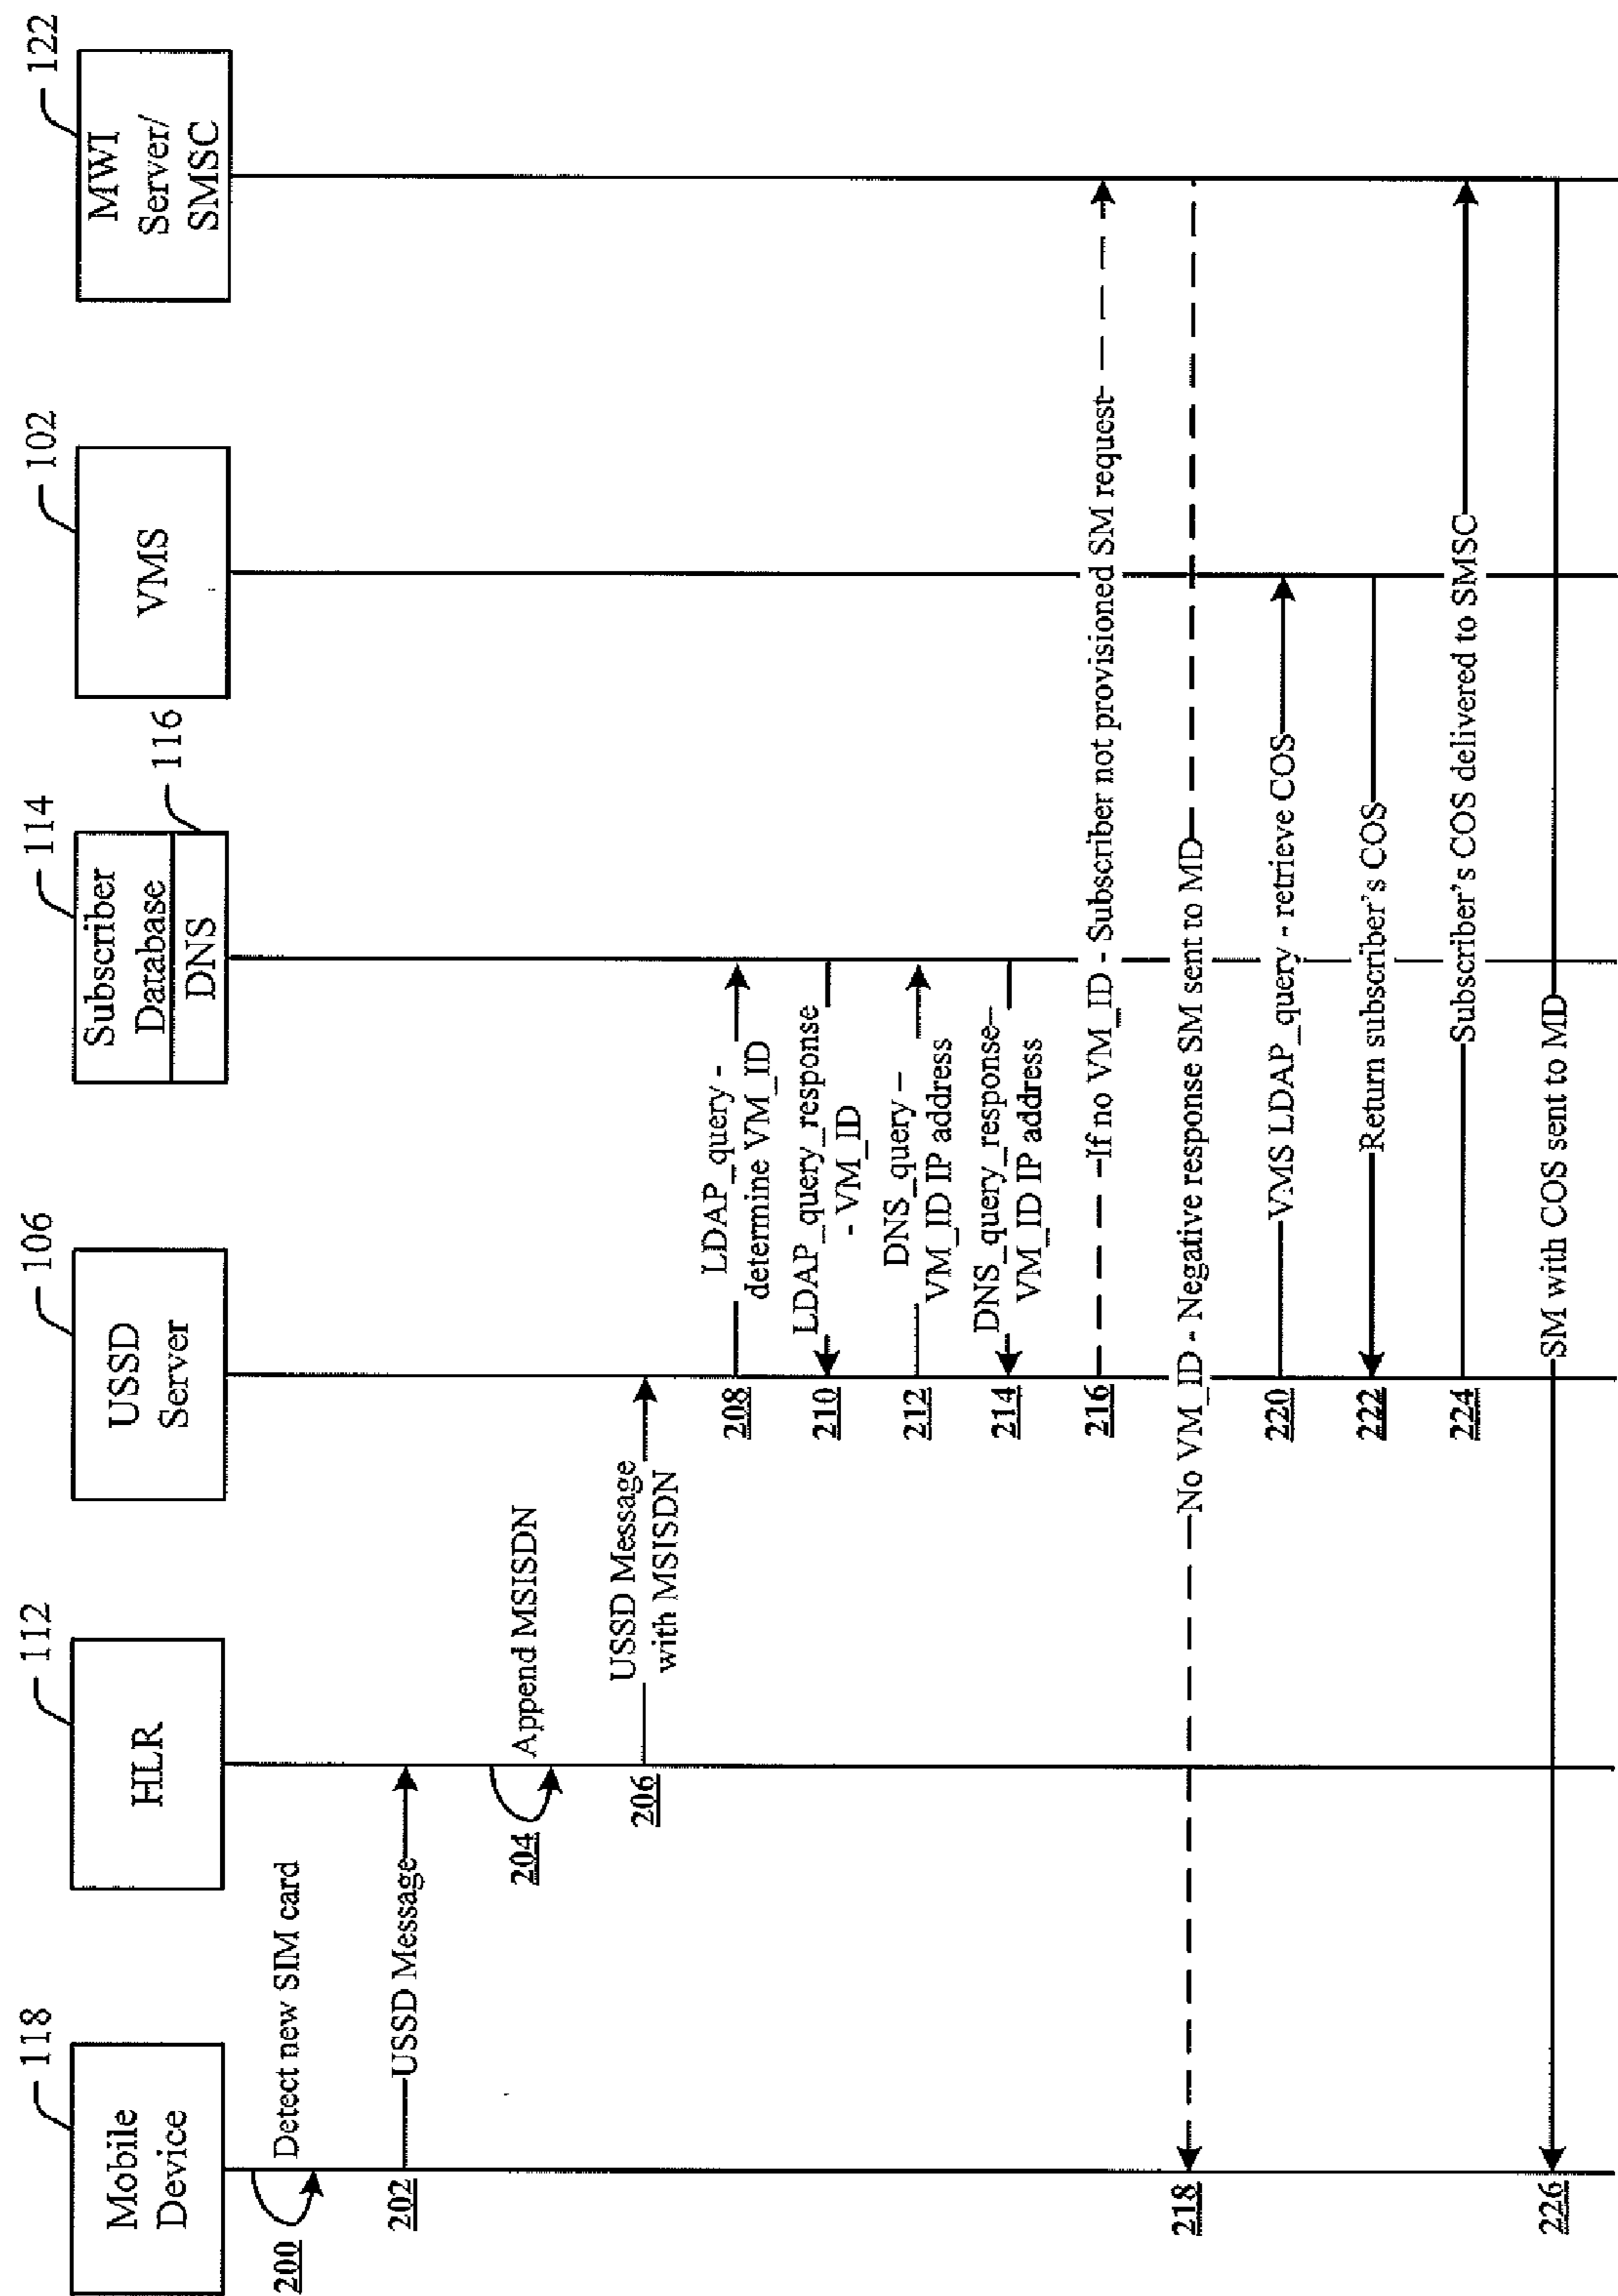 118
Mobile
Device
112
HLR
106
USSD
Server
114
Subscriber
Darabase
116
DNS
102
VMS
122
MWI
Server/
SMSC
200
Detect new SIM card
202
USSD Message
204
Append MSISDN
206
USSD Message
with MSISDN
208
LDAP_query -
determine VM_ID
210
LDAP_query_response
- VM_ID
212
DNS_query –
VM_ID IP address
214
DNS_query_response–
VM_ID IP address
216
If no VM_ID - Subscriber not provisioned SM request
218
No VM_ID - Negative response SM sent to MD
220
VMS LDAP_query - retrieve COS
222
Return subscriber's COS
224
Subscriber's COS delivered to SMSC
226
SM with COS sent to MD